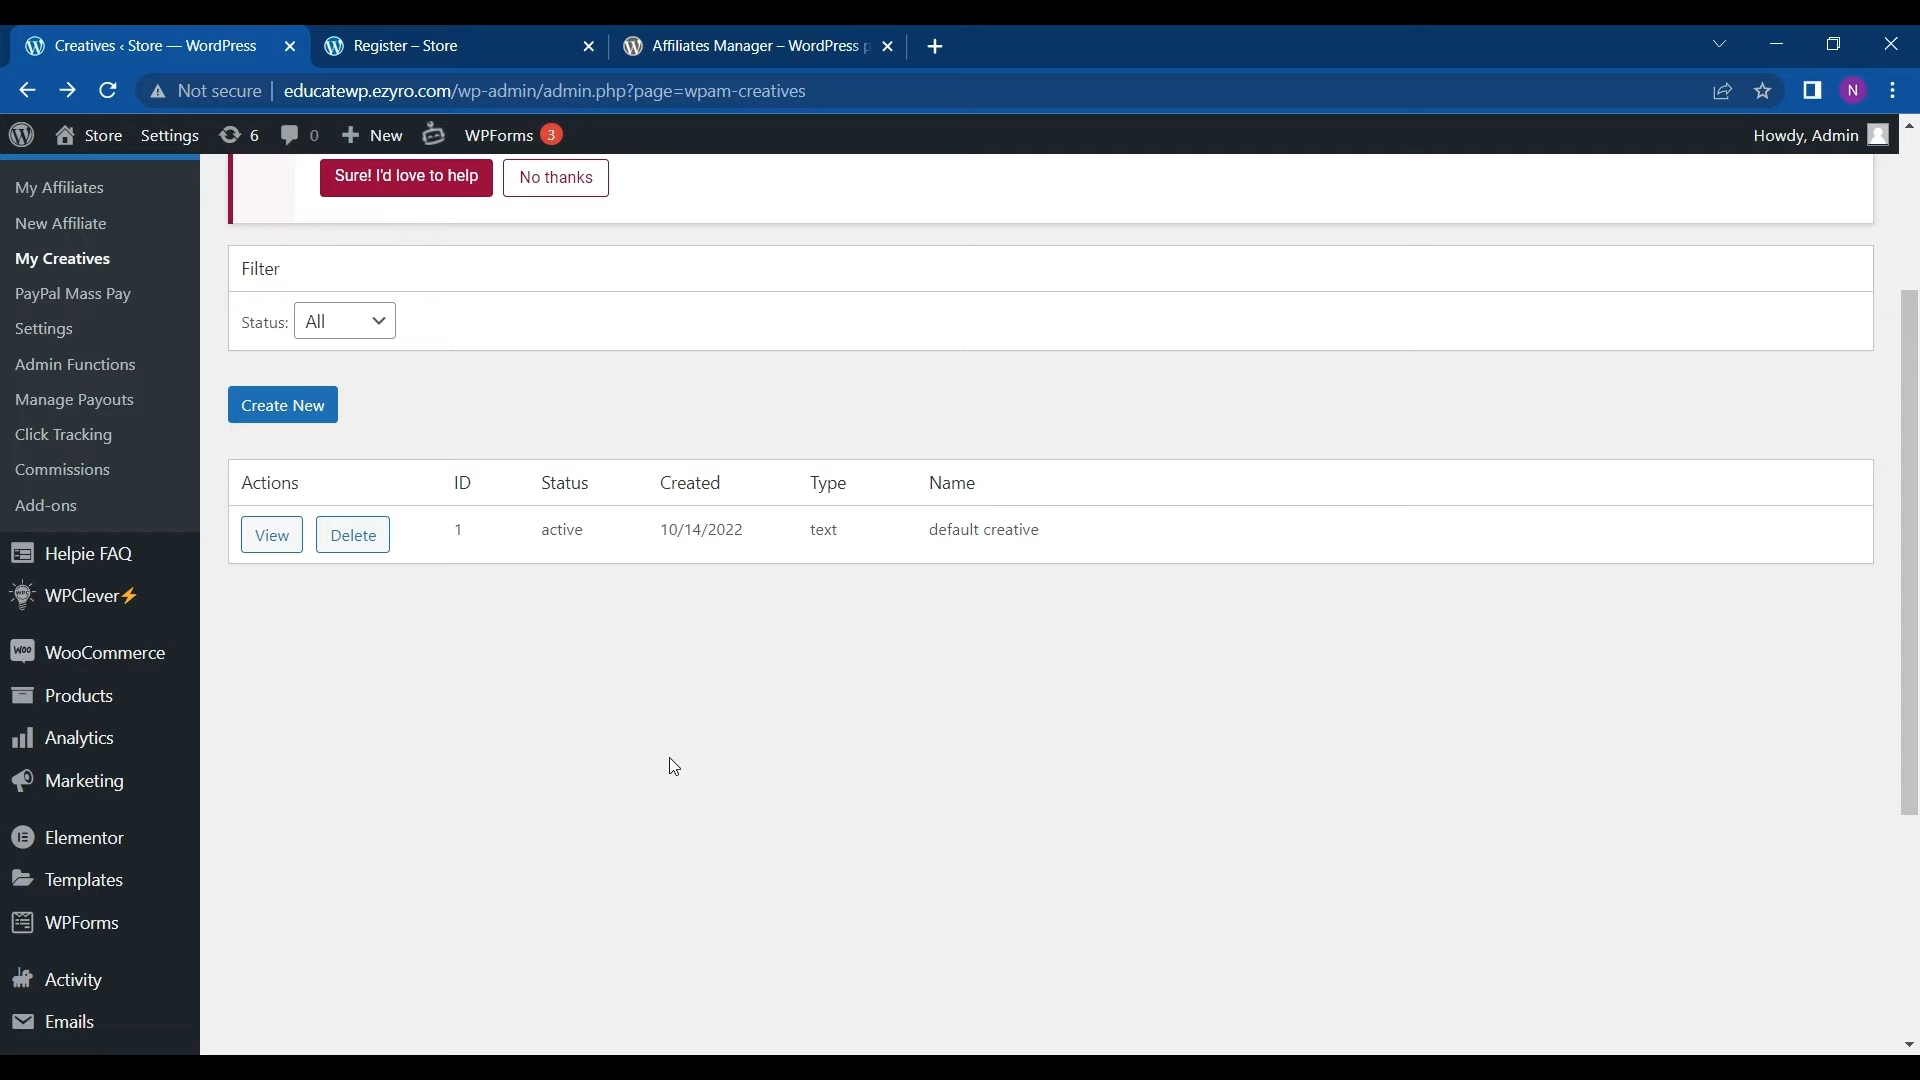 Creatives ‹ Store — WordPress
Register – Store
Affiliates Manager – WordPress p
Not secure
educatewp.ezyro.com/wp-admin/admin.php?page=wpam-creatives
N
Store
Settings
6
0
New
WPForms 3
Howdy, Admin
My Affiliates
New Affiliate
My Creatives
PayPal Mass Pay
Settings
Admin Functions
Manage Payouts
Click Tracking
Commissions
Add-ons
Helpie FAQ
WPClever⚡
WooCommerce
Products
Analytics
Marketing
Elementor
Templates
WPForms
Activity
Emails
Sure! I'd love to help
No thanks
Filter
Status: All
Create New
Actions ID Status Created Type Name
View Delete 1 active 10/14/2022 text default creative